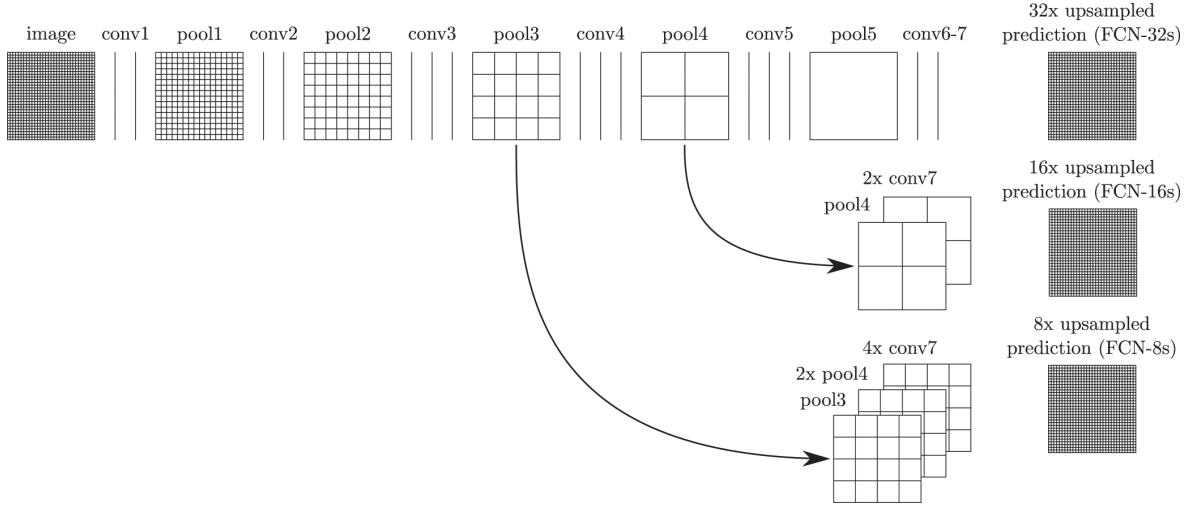 image conv1 pool1 conv2 pool2 conv3 pool3 conv4 pool4 conv5 pool5 conv6-7
32x upsampled
prediction (FCN-32s)
16x upsampled
prediction (FCN-16s)
2x conv7
pool4
8x upsampled
prediction (FCN-8s)
4x conv7
2x pool4
pool3